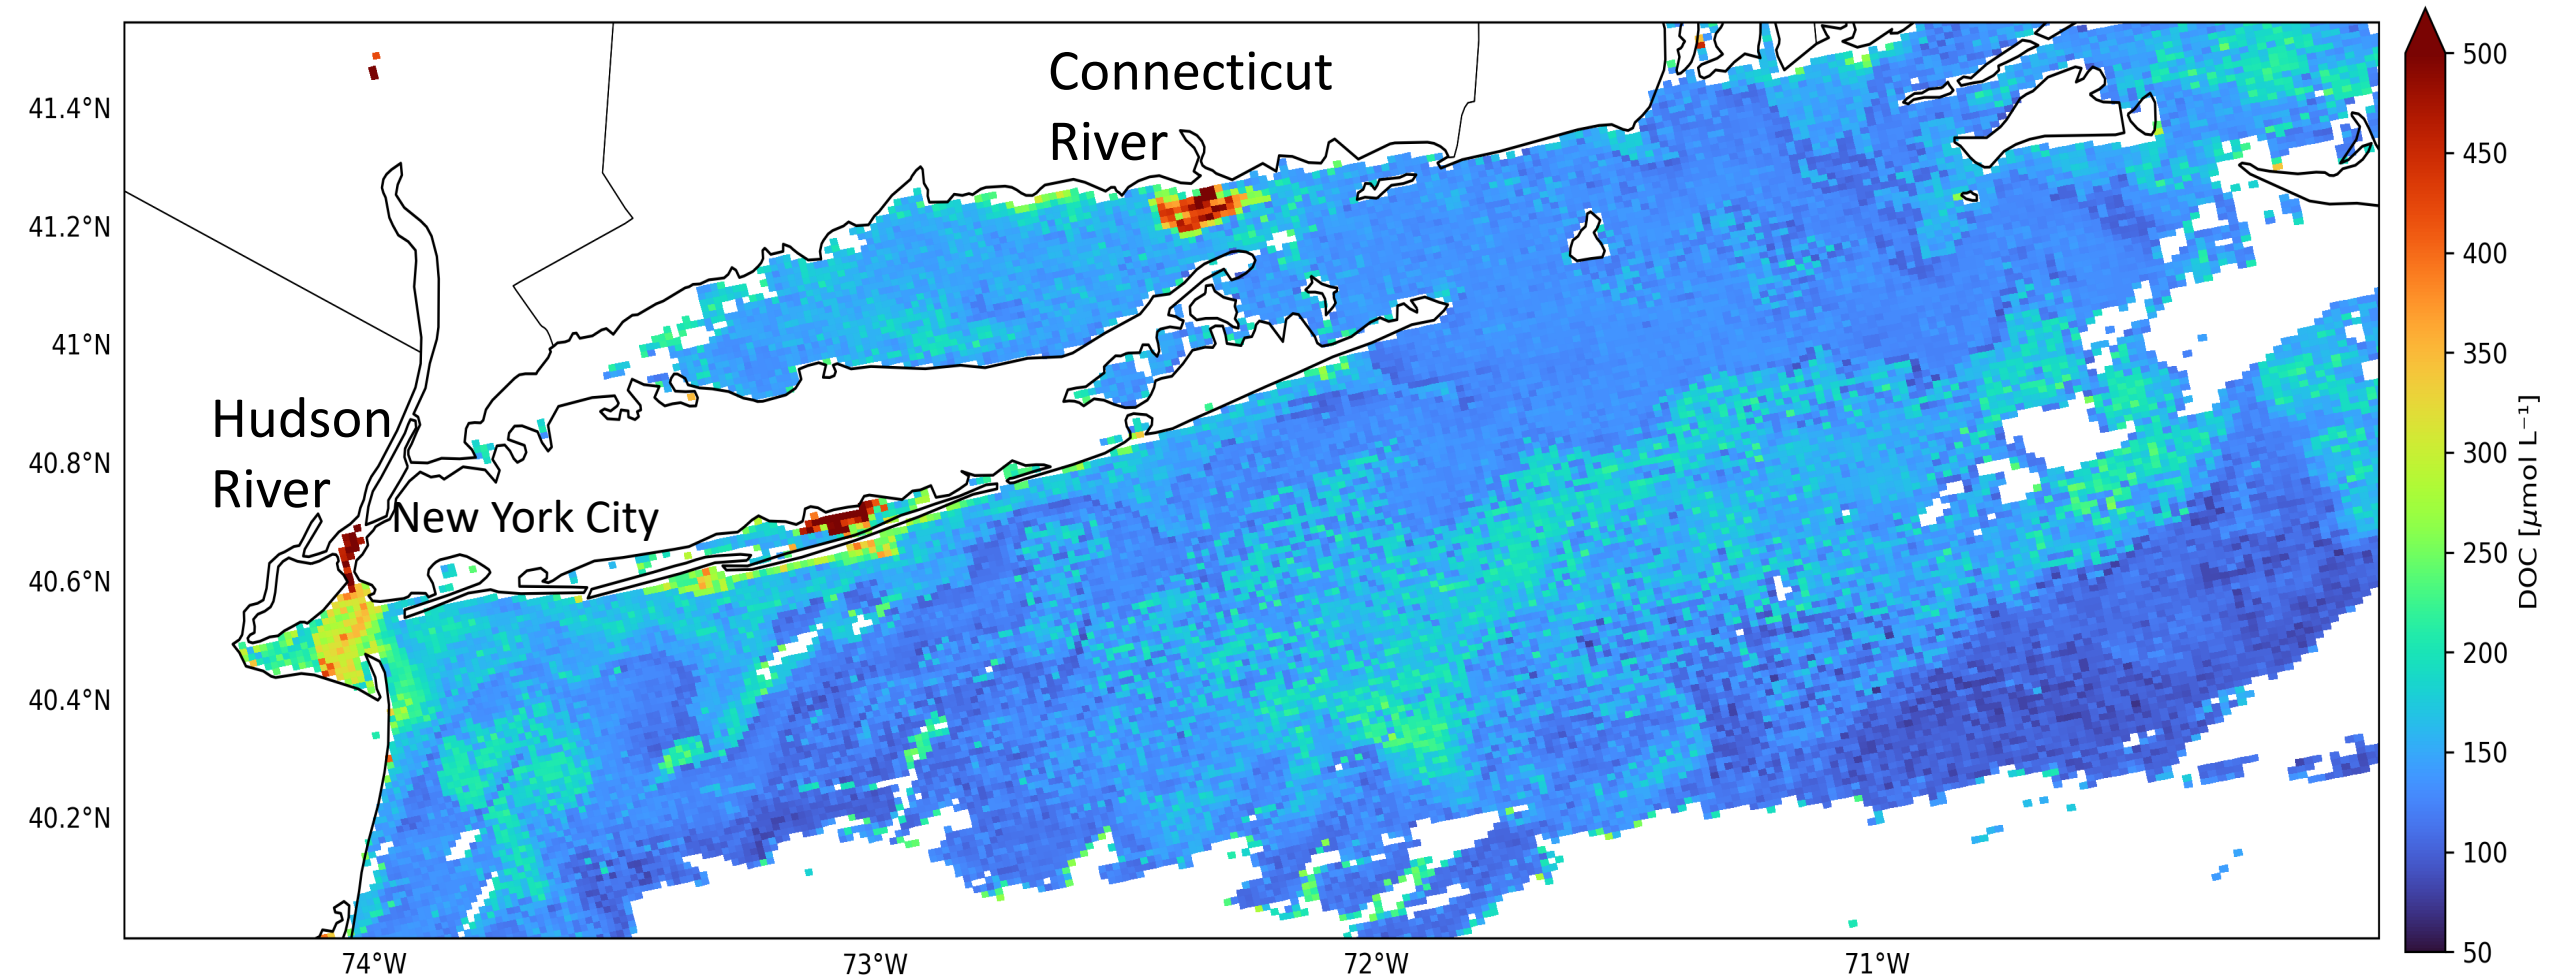 Connecticut
River
Hudson
River
New York City
41.4°N
41.2°N
41°N
40.8°N
40.6°N
40.4°N
40.2°N
74°W
73°W
72°W
71°W
500
450
400
350
300
250
200
150
100
50
DOC [μmol L⁻¹]